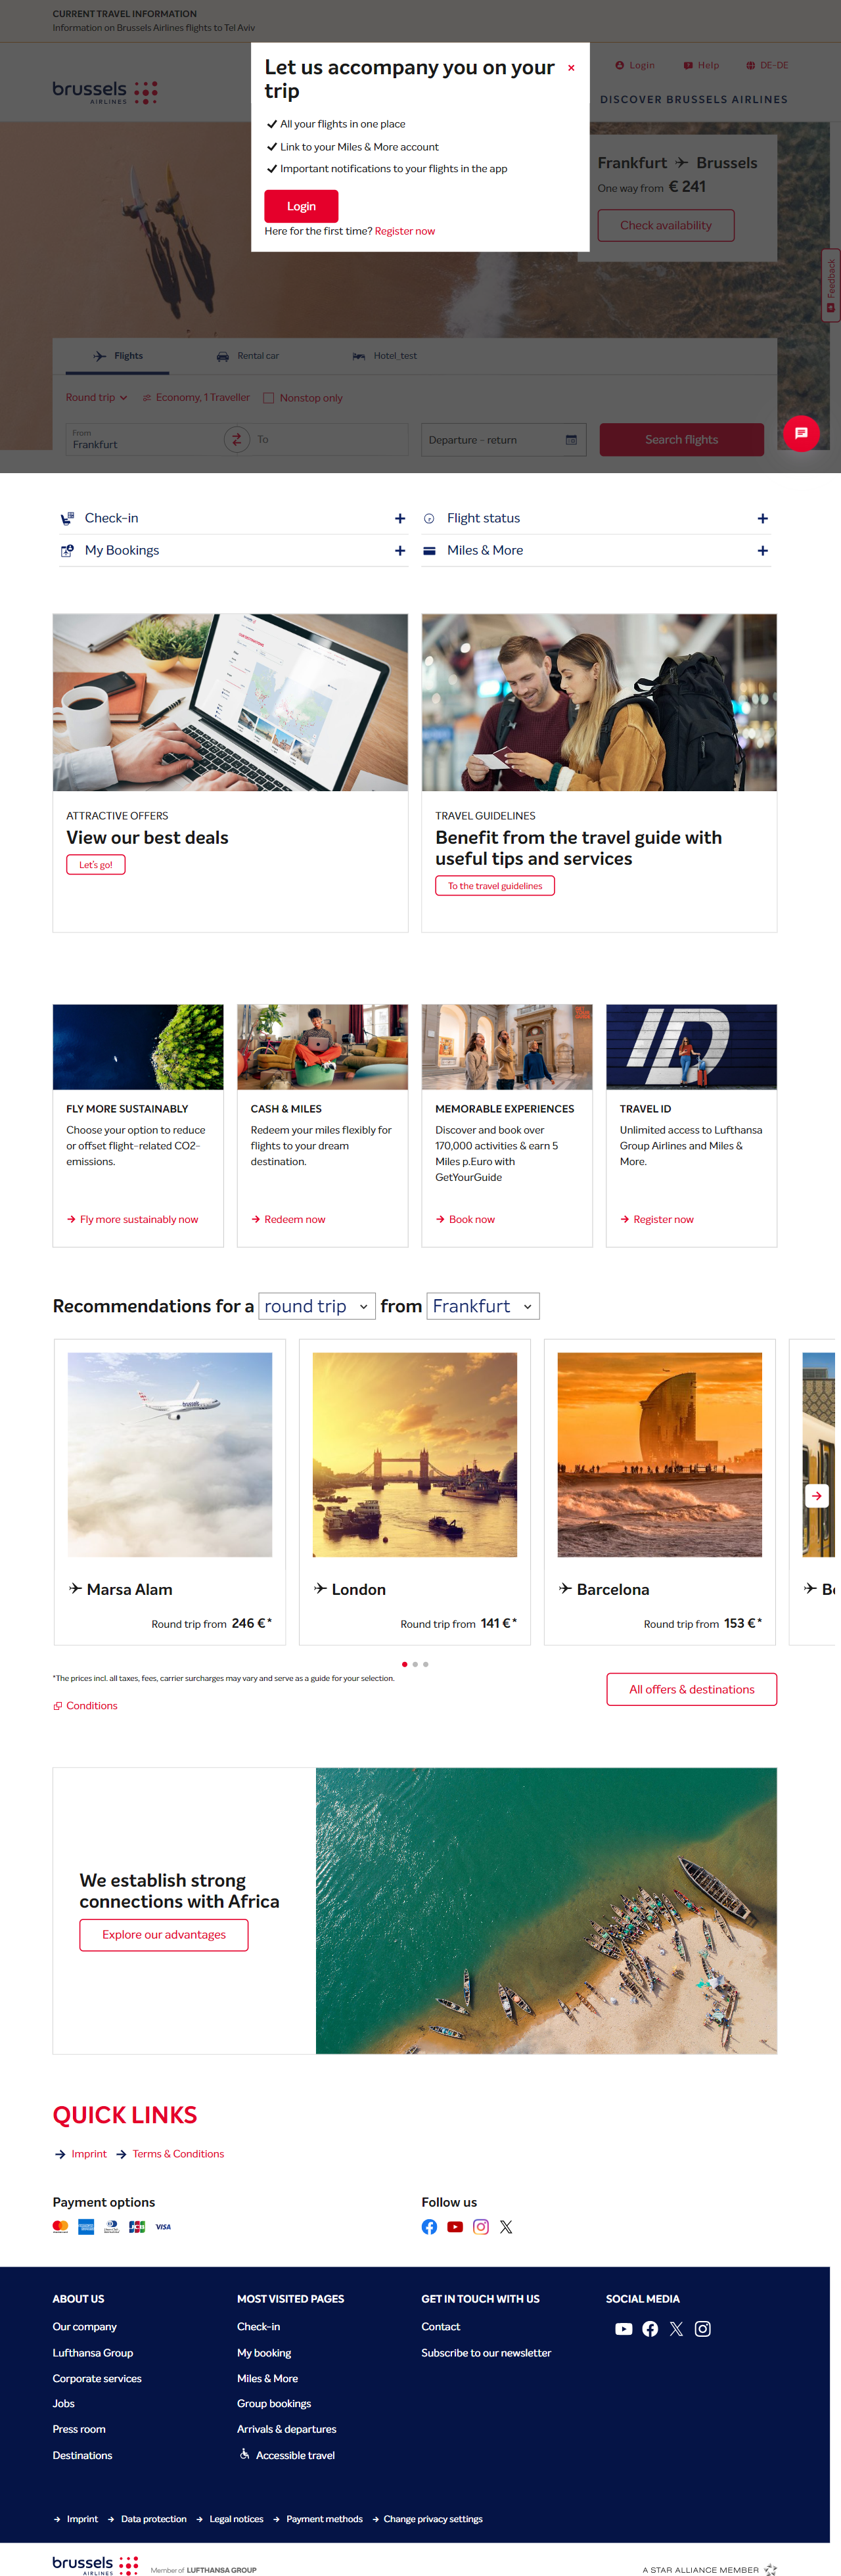 CURRENT TRAVEL INFORMATION
Information on Brussels Airlines flights to Tel Aviv
Login
Help
DE-DE
brussels
AIRLINES
DISCOVER BRUSSELS AIRLINES
Let us accompany you on your
trip
All your flights in one place
Link to your Miles & More account
Important notifications to your flights in the app
Login
Here for the first time? Register now
Frankfurt Brussels
One way from € 241
Check availability
Feedback
Flights
Rental car
Hotel_test
Round trip
Economy, 1 Traveller
Nonstop only
From
Frankfurt
To
Departure - return
Search flights
Check-in
Flight status
My Bookings
Miles & More
ATTRACTIVE OFFERS
View our best deals
Let's go!
TRAVEL GUIDELINES
Benefit from the travel guide with
useful tips and services
To the travel guidelines
FLY MORE SUSTAINABLY
Choose your option to reduce
or offset flight-related CO2-
emissions.
Fly more sustainably now
CASH & MILES
Redeem your miles flexibly for
flights to your dream
destination.
Redeem now
MEMORABLE EXPERIENCES
Discover and book over
170,000 activities & earn 5
Miles p.Euro with
GetYourGuide
Book now
ID
TRAVEL ID
Unlimited access to Lufthansa
Group Airlines and Miles &
More.
Register now
Recommendations for a round trip from Frankfurt
brussels
Marsa Alam
Round trip from 246 €*
London
Round trip from 141 €*
Barcelona
Round trip from 153 €*
*The prices incl. all taxes, fees, carrier surcharges may vary and serve as a guide for your selection.
Conditions
All offers & destinations
We establish strong
connections with Africa
Explore our advantages
QUICK LINKS
Imprint
Terms & Conditions
Payment options
JCB
VISA
Follow us
ABOUT US
Our company
Lufthansa Group
Corporate services
Jobs
Press room
Destinations
MOST VISITED PAGES
Check-in
My booking
Miles & More
Group bookings
Arrivals & departures
Accessible travel
GET IN TOUCH WITH US
Contact
Subscribe to our newsletter
SOCIAL MEDIA
Imprint
Data protection
Legal notices
Payment methods
Change privacy settings
brussels
AIRLINES
Member of LUFTHANSA GROUP
A STAR ALLIANCE MEMBER